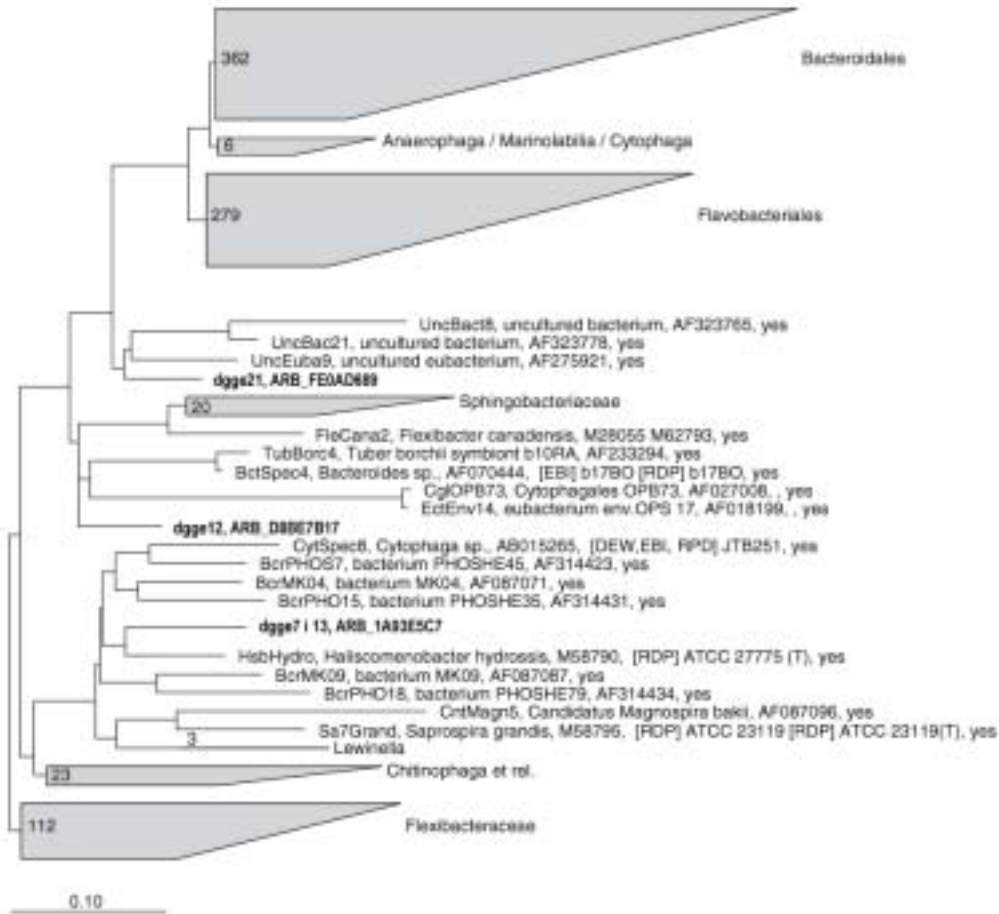 362
Bacteroidales
6
Anaerophaga / Marinolabilia / Cytophaga
279
Flavobacteriales
UncBact8, uncultured bacterium, AF323765, yes
UncBac21, uncultured bacterium, AF323778, yes
UncEuba9, uncultured eubacterium, AF275921, yes
dgge21, ARB_FE0AD689
20
Sphingobacteriaceae
FleCana2, Flexibacter canadensis, M28055 M62793, yes
TubBorc4, Tuber borchii symbiont b10RA, AF233294, yes
BctSpec4, Bacteroides sp., AF070444, [EBI] b17BO [RDP] b17BO, yes
CglOPB73, Cytophagales OPB73, AF027008, , yes
EctEnv14, eubacterium env.OPS 17, AF018199, , yes
dgge12, ARB_D8BE7B17
CytSpec8, Cytophaga sp., AB015265, [DEW,EBI, RPD] JTB251, yes
BcrPHOS7, bacterium PHOSHE45, AF314423, yes
BcrMK04, bacterium MK04, AF087071, yes
BcrPHO15, bacterium PHOSHE35, AF314431, yes
dgge7 i 13, ARB_1A93E5C7
HsbHydro, Haliscomenobacter hydrossis, M58790, [RDP] ATCC 27775 (T), yes
BcrMK09, bacterium MK09, AF087087, yes
BcrPHO18, bacterium PHOSHE79, AF314434, yes
CntMagn5, Candidatus Magnospira bakii, AF087096, yes
Sa7Grand, Saprospira grandis, M58795, [RDP] ATCC 23119 [RDP] ATCC 23119(T), yes
3
Lewinella
23
Chitinophaga et rel.
112
Flexibacteraceae
0.10